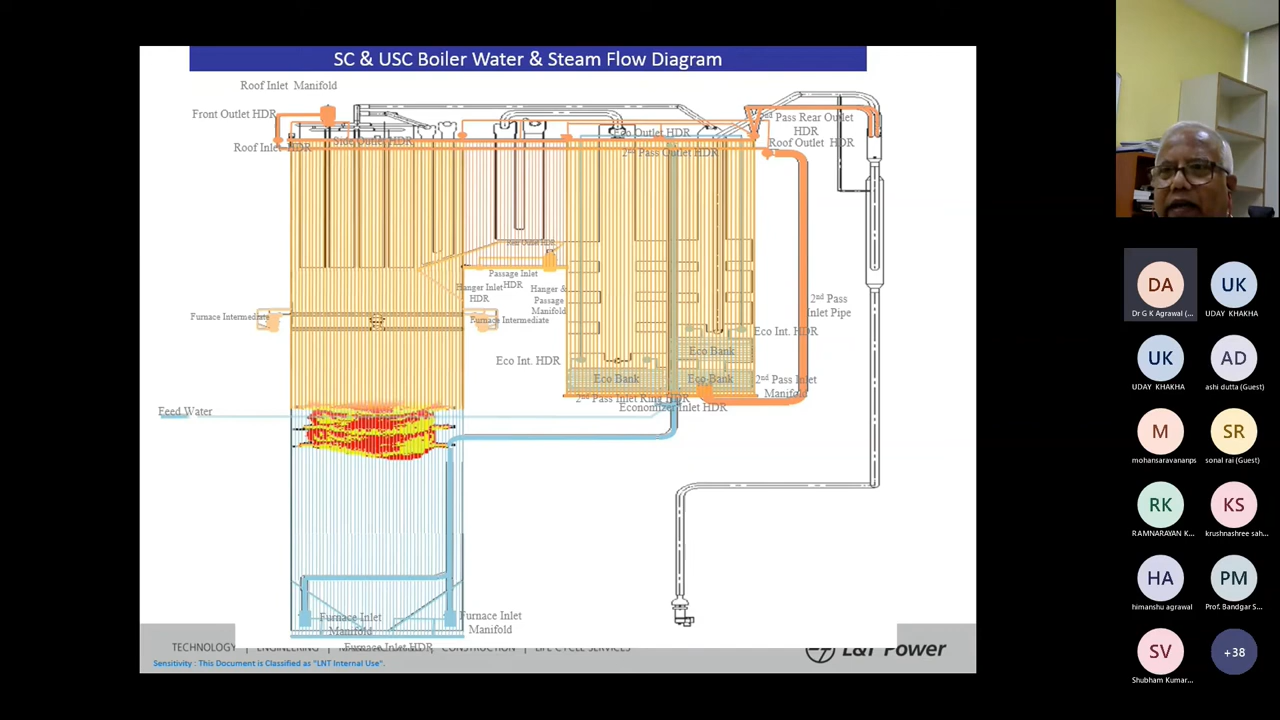 SC & USC Boiler Water & Steam Flow Diagram
Roof Inlet Manifold
Front Outlet HDR
Roof Inlet HDR
Side Outlet HDR
Eco Outlet HDR
2nd Pass Outlet HDR
2nd Pass Rear Outlet
HDR
Roof Outlet HDR
Rear Outlet HDR
Passage Inlet
HDR
Hanger Inlet
HDR
Hanger &
Passage
Manifold
Furnace Intermediate
Furnace Intermediate
2nd Pass
Inlet Pipe
Eco Int. HDR
Eco Int. HDR
Eco Bank
Eco Bank
Eco Bank
2nd Pass Inlet
Manifold
2nd Pass Inlet Ring HDR
Economizer Inlet HDR
Feed Water
Furnace Inlet
Manifold
Furnace Inlet
Manifold
Furnace Inlet HDR
TECHNOLOGY | ENGINEERING | CONSTRUCTION | LIFE CYCLE SERVICES
L&T Power
Sensitivity : This Document is Classified as "LNT Internal Use".
DA
Dr G K Agrawal (...
UK
UDAY KHAKHA
UK
UDAY KHAKHA
AD
ashi dutta (Guest)
M
mohansaravananps
SR
sonal rai (Guest)
RK
RAMNARAYAN K...
KS
krushnashree sah...
HA
himanshu agrawal
PM
Prof. Bandgar S...
SV
Shubham Kumar...
+38